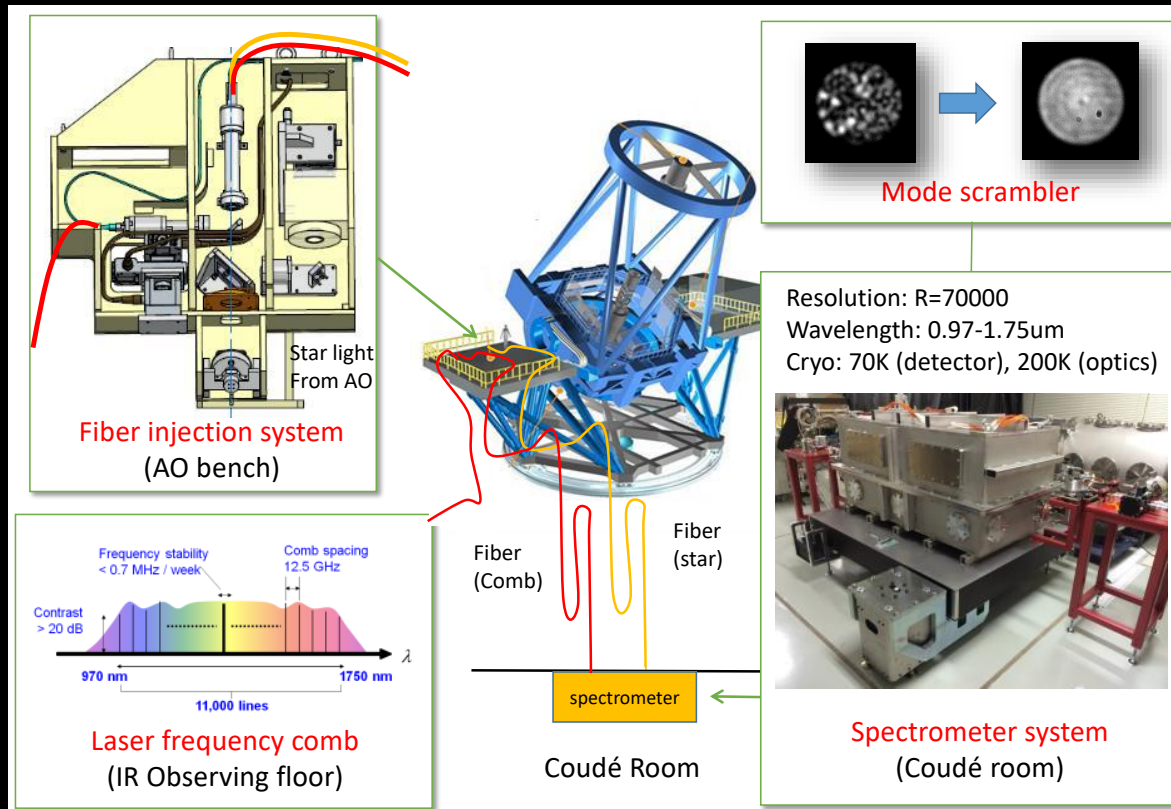 Star light
From AO
Fiber injection system
(AO bench)
Mode scrambler
Resolution: R=70000
Wavelength: 0.97-1.75um
Cryo: 70K (detector), 200K (optics)
Spectrometer system
(Coudé room)
Frequency stability
< 0.7 MHz / week
Comb spacing
12.5 GHz
Contrast
> 20 dB
λ
970 nm
1750 nm
11,000 lines
Laser frequency comb
(IR Observing floor)
Fiber
(Comb)
Fiber
(star)
spectrometer
Coudé Room